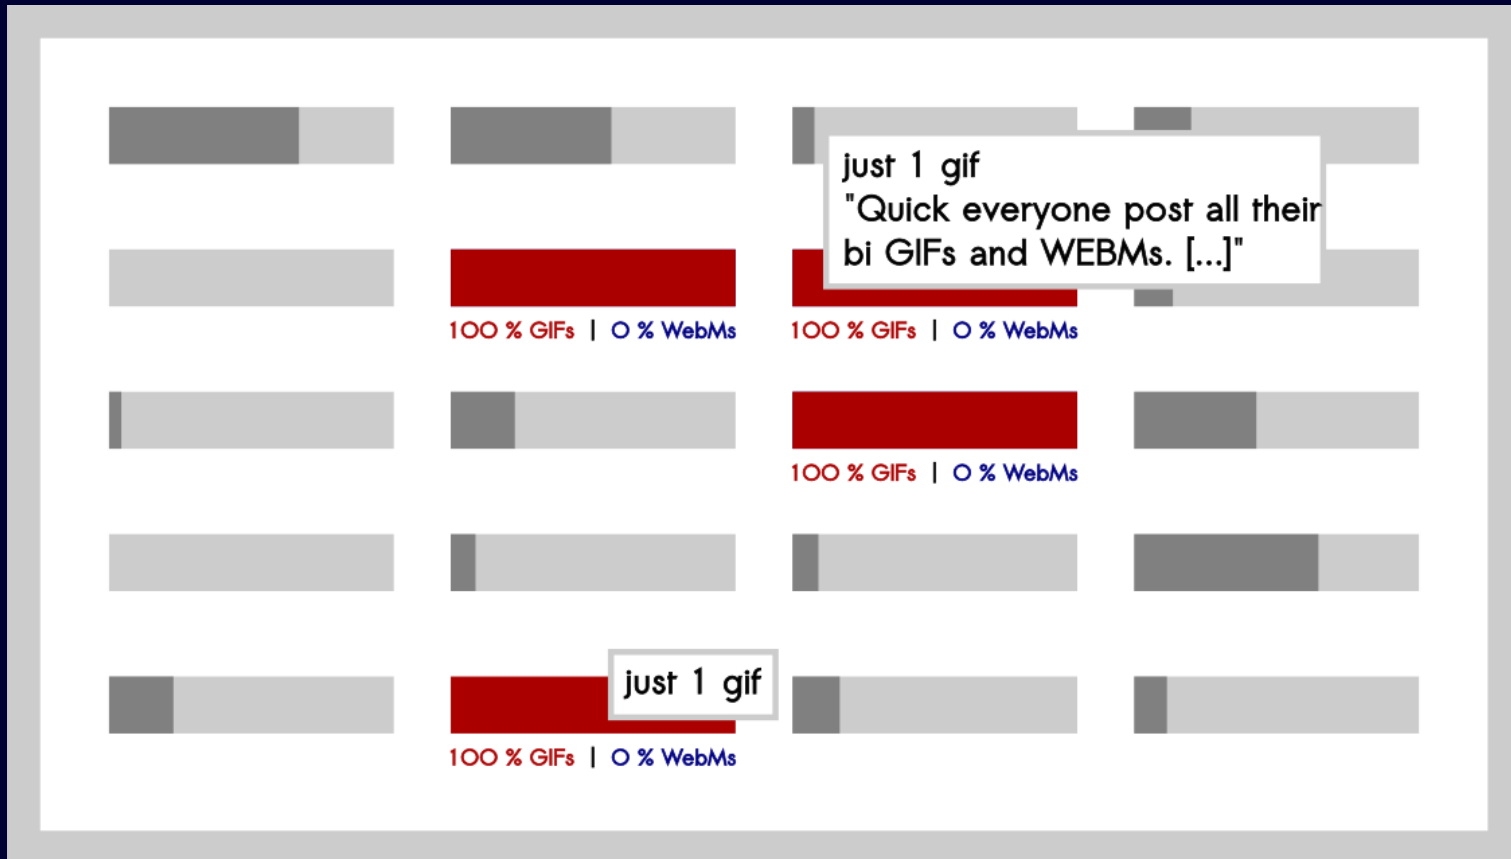 just 1 gif
"Quick everyone post all their
bi GIFs and WEBMs. [...]"
100 % GIFs | 0 % WebMs
100 % GIFs | 0 % WebMs
100 % GIFs | 0 % WebMs
just 1 gif
100 % GIFs | 0 % WebMs